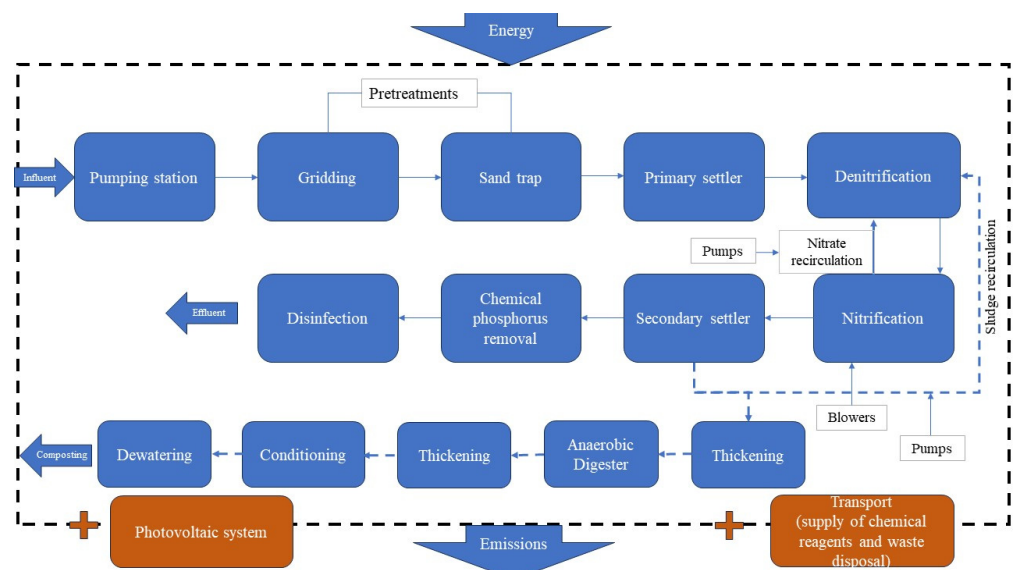 Energy
Pretreatments
Influent
Pumping station
Gridding
Sand trap
Primary settler
Denitrification
Pumps
Nitrate
recirculation
Sludge recirculation
Effluent
Disinfection
Chemical
phosphorus
removal
Secondary settler
Nitrification
Blowers
Pumps
Composting
Dewatering
Conditioning
Thickening
Anaerobic
Digester
Thickening
Photovoltaic system
Emissions
Transport
(supply of chemical
reagents and waste
disposal)